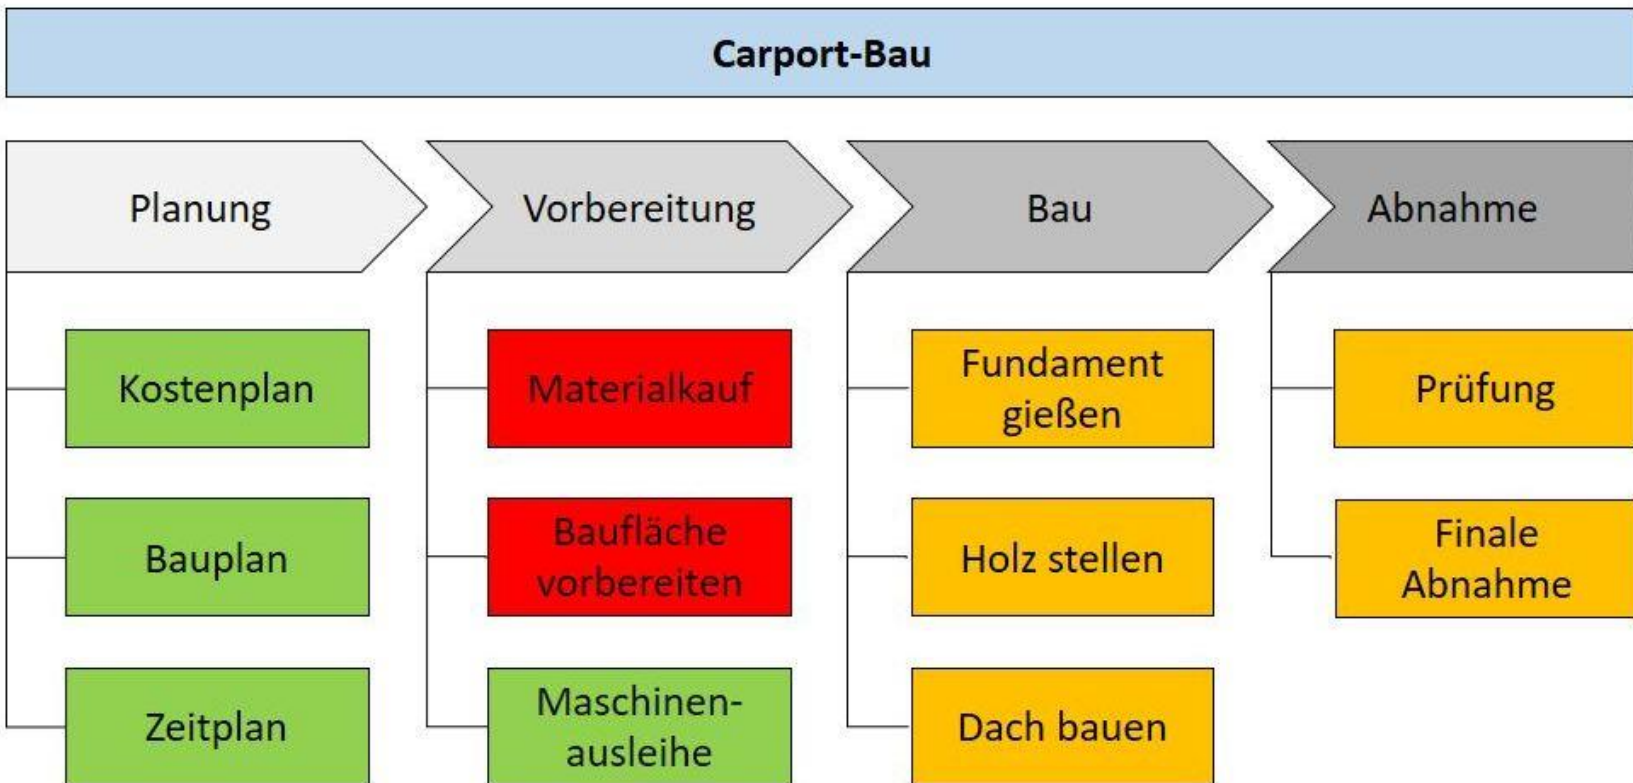 Carport-Bau
Planung
Vorbereitung
Bau
Abnahme
Kostenplan
Materialkauf
Fundament
gießen
Prüfung
Bauplan
Baufläche
vorbereiten
Holz stellen
Finale
Abnahme
Zeitplan
Maschinen-
ausleihe
Dach bauen